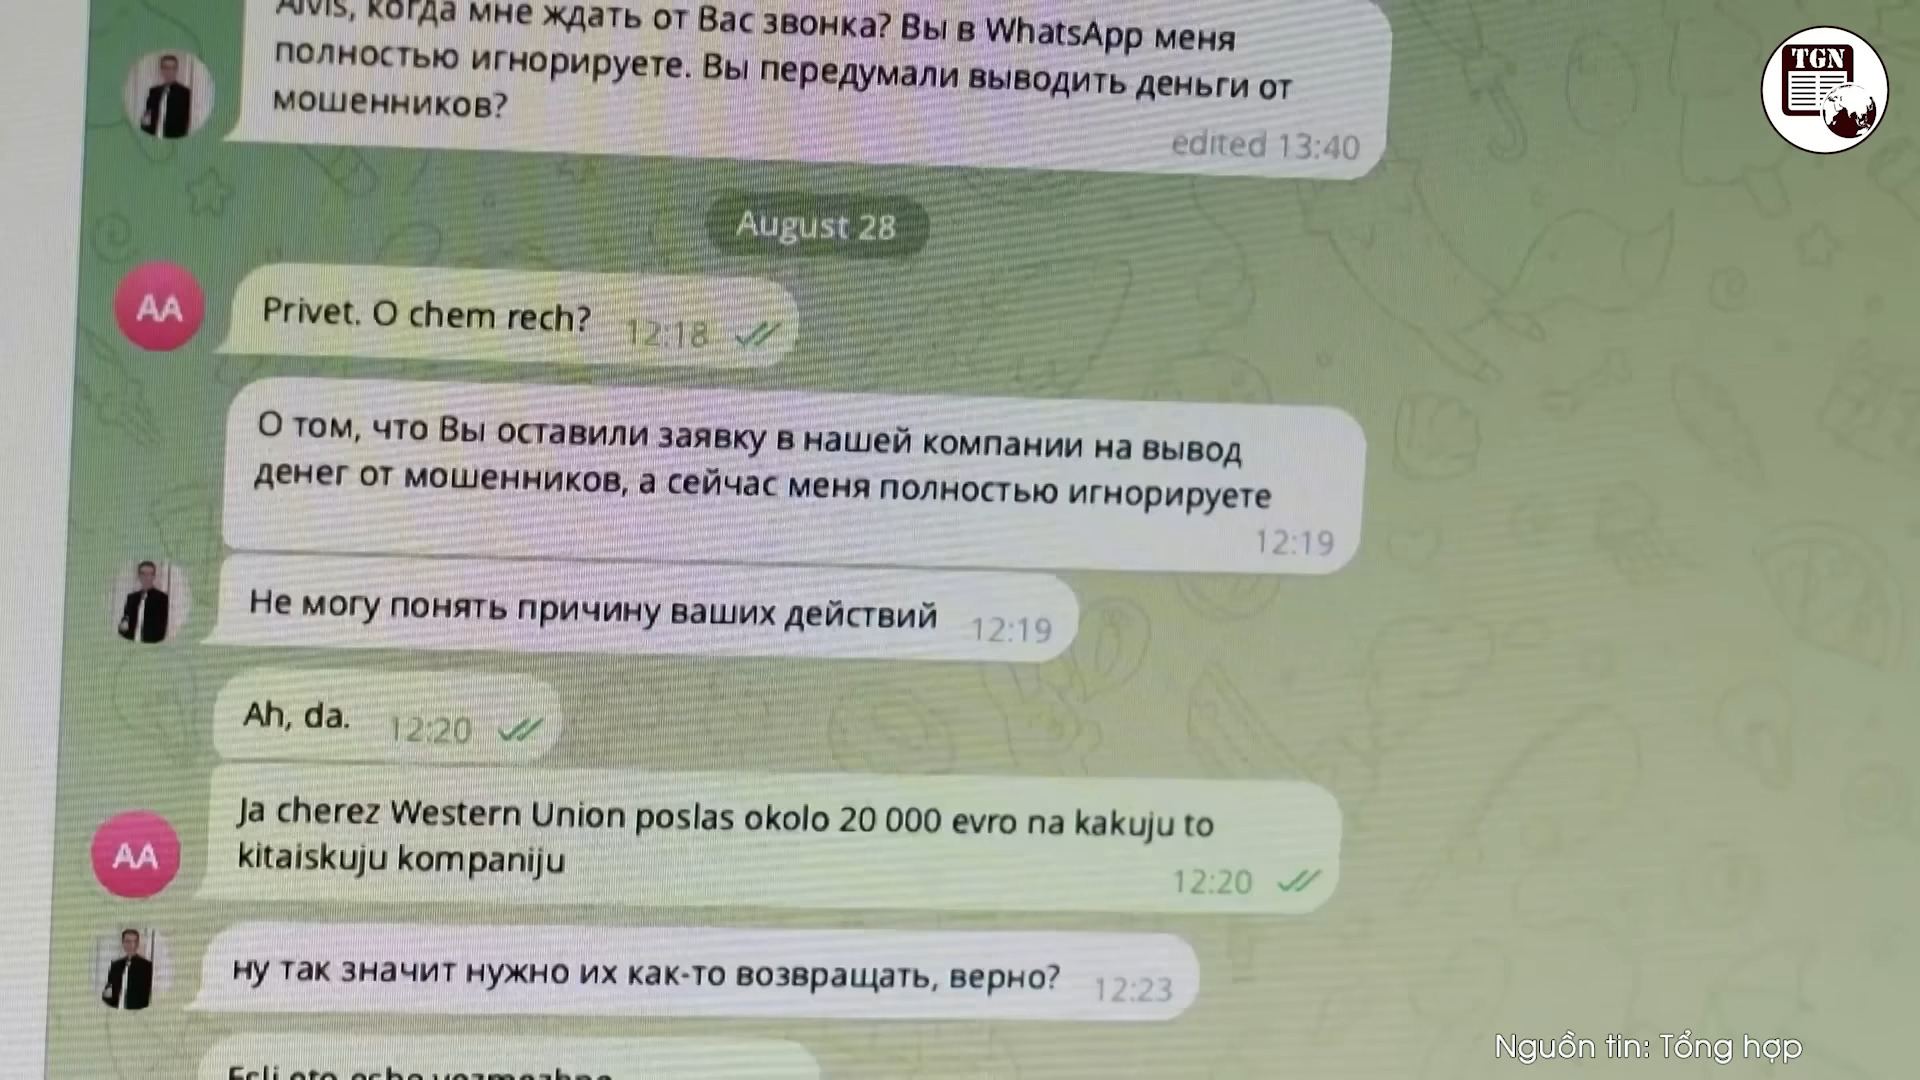 Alvis, когда мне ждать от Вас звонка? Вы в WhatsApp меня
полностью игнорируете. Вы передумали выводить деньги от
мошенников?
edited 13:40
TGN
August 28
AA
Privet. O chem rech?
12:18
О том, что Вы оставили заявку в нашей компании на вывод
денег от мошенников, а сейчас меня полностью игнорируете
12:19
Не могу понять причину ваших действий
12:19
Ah, da.
12:20
AA
Ja cherez Western Union poslas okolo 20 000 evro na kakuju to
kitaiskuju kompaniju
12:20
ну так значит нужно их как-то возвращать, верно?
12:23
Nguồn tin: Tổng hợp